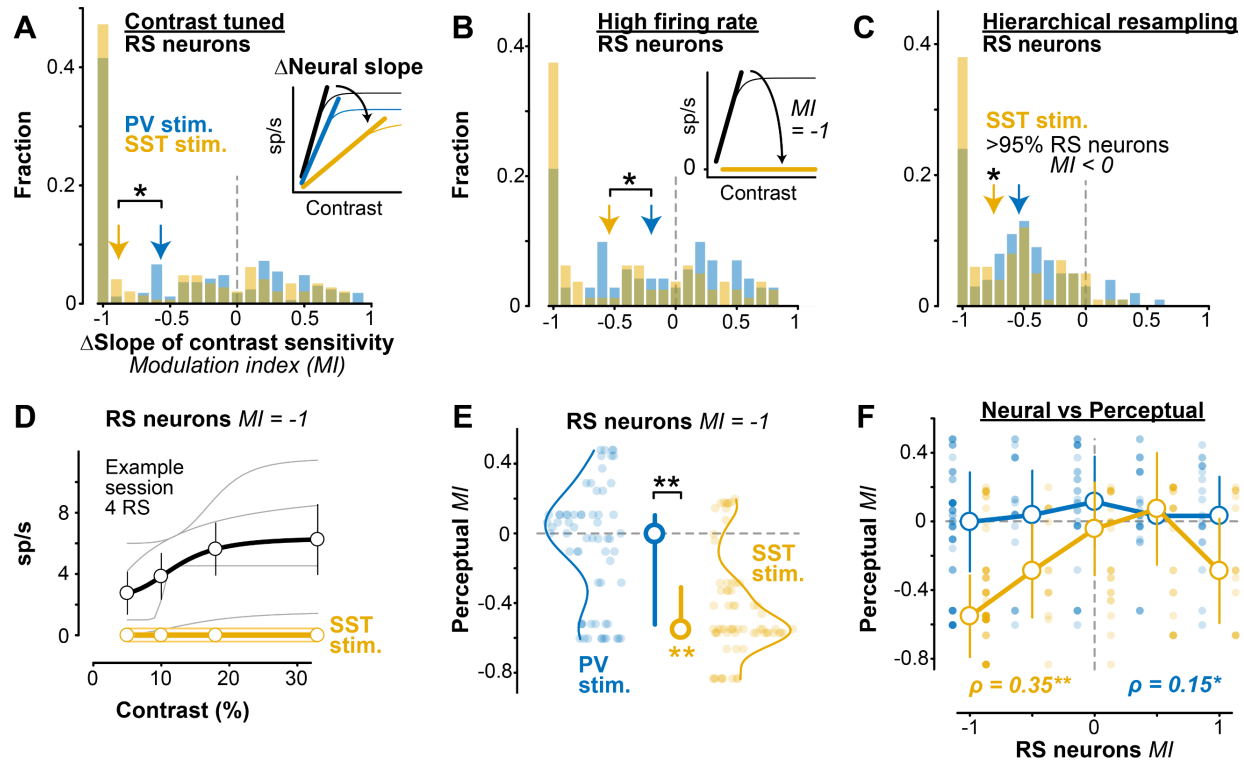 A
Contrast tuned
RS neurons
0.4
0.2
0
Fraction
PV stim.
SST stim.
*
ΔNeural slope
sp/s
Contrast
-1
-0.5
0
0.5
1
ΔSlope of contrast sensitivity
Modulation index (MI)
B
High firing rate
RS neurons
0.4
0.2
0
Fraction
*
sp/s
0
MI
= -1
Contrast
-1
-0.5
0
0.5
1
C
Hierarchical resampling
RS neurons
0.4
0.2
0
SST stim.
>95% RS neurons
MI < 0
*
-1
-0.5
0
0.5
1
D
RS neurons MI = -1
Example
session
4 RS
sp/s
8
4
0
SST
stim.
0
10
20
30
Contrast (%)
E
RS neurons MI = -1
Perceptual MI
0.4
0
-0.4
-0.8
**
**
PV
stim.
SST
stim.
F
Neural vs Perceptual
Perceptual MI
0.4
0
-0.4
-0.8
ρ = 0.35**
ρ = 0.15*
-1
0
1
RS neurons MI